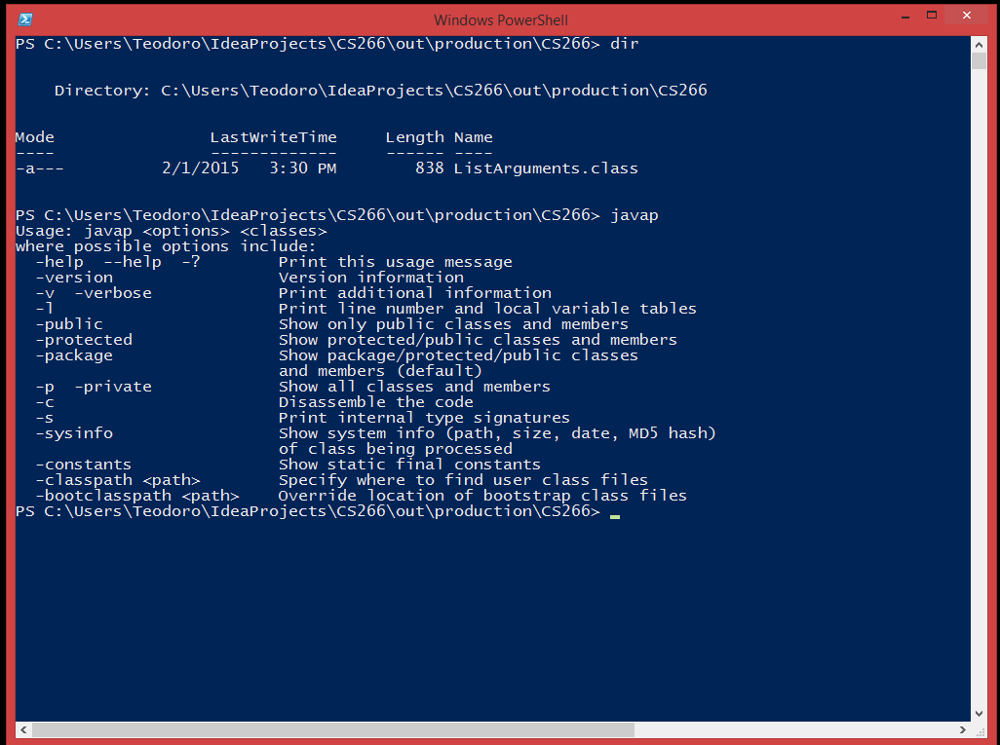 Windows PowerShell
PS C:\Users\Teodoro\IdeaProjects\CS266\out\production\CS266> dir
    Directory: C:\Users\Teodoro\IdeaProjects\CS266\out\production\CS266
Mode                LastWriteTime     Length Name
----                -------------     ------ ----
-a---          2/1/2015   3:30 PM        838 ListArguments.class
PS C:\Users\Teodoro\IdeaProjects\CS266\out\production\CS266> javap
Usage: javap <options> <classes>
where possible options include:
  -help  --help  -?        Print this usage message
  -version                 Version information
  -v  -verbose             Print additional information
  -l                       Print line number and local variable tables
  -public                  Show only public classes and members
  -protected               Show protected/public classes and members
  -package                 Show package/protected/public classes
                           and members (default)
  -p  -private             Show all classes and members
  -c                       Disassemble the code
  -s                       Print internal type signatures
  -sysinfo                 Show system info (path, size, date, MD5 hash)
                           of class being processed
  -constants               Show static final constants
  -classpath <path>        Specify where to find user class files
  -bootclasspath <path>    Override location of bootstrap class files
PS C:\Users\Teodoro\IdeaProjects\CS266\out\production\CS266>